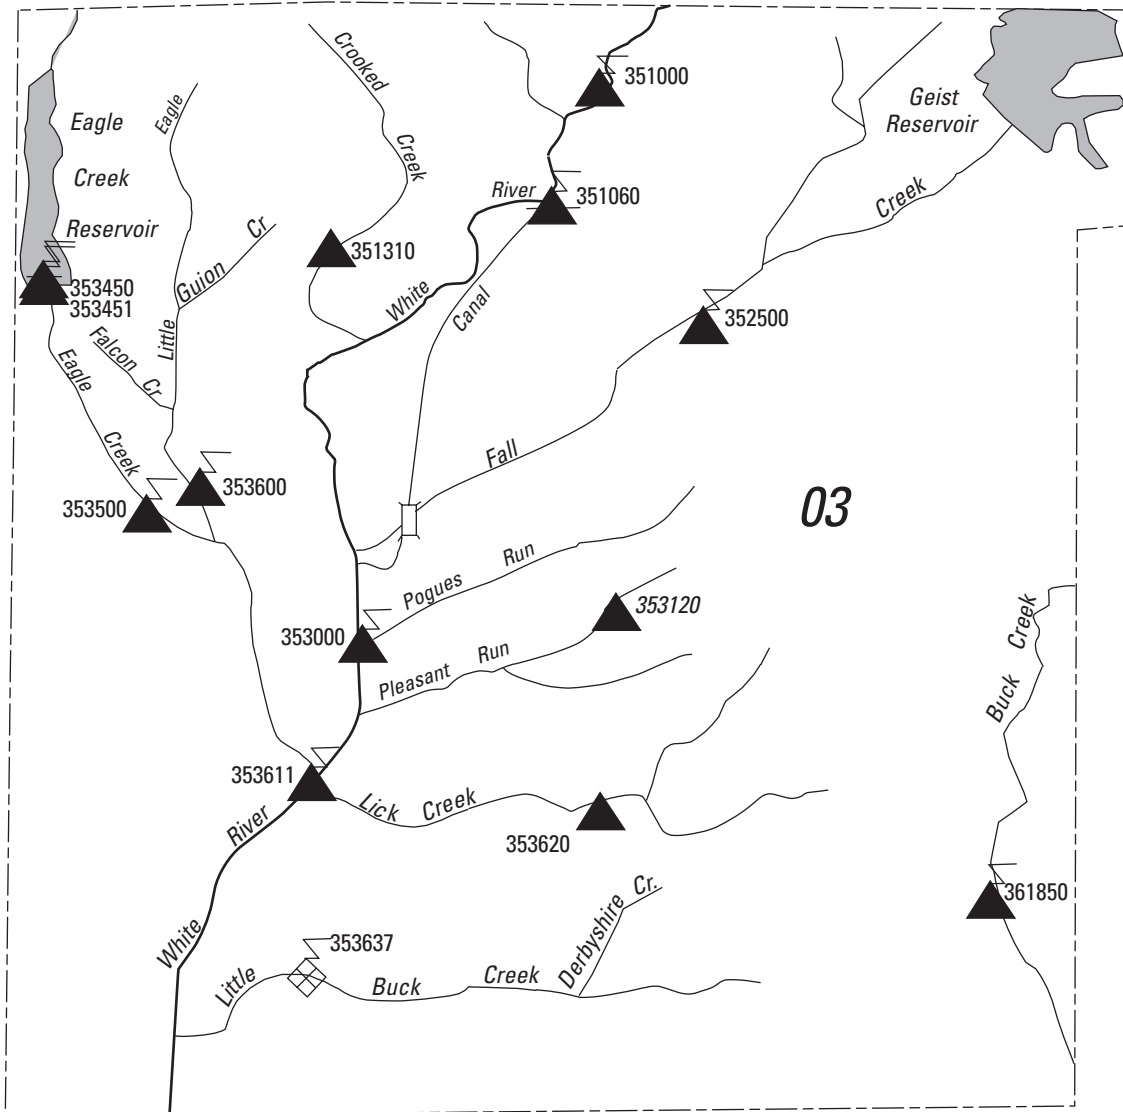 Crooked
Creek
351000
Eagle
Creek
Reservoir
Eagle
Little
Geist
Reservoir
River
351060
Creek
Guion Cr
351310
White
Canal
353450
353451
352500
Falcon Cr
Eagle
Creek
Fall
353600
353500
03
Pogues Run
353120
353000
Pleasant Run
Buck Creek
353611
Lick Creek
River
353620
361850
White
353637
Derbyshire Cr.
Little Buck Creek